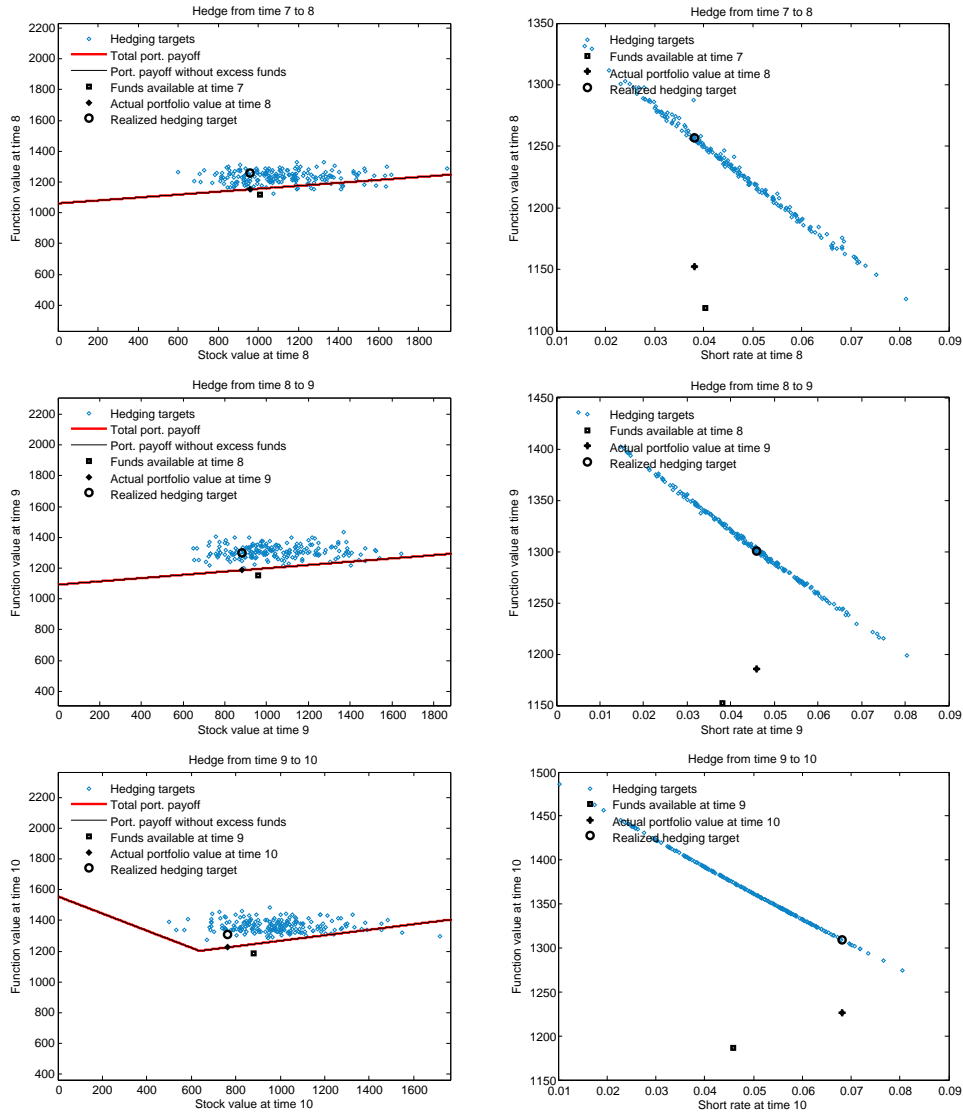 Hedge from time 7 to 8
2200
2000
1800
1600
1400
1200
1000
800
600
400
Function value at time 8
Hedging targets
Total port. payoff
Port. payoff without excess funds
Funds available at time 7
Actual portfolio value at time 8
Realized hedging target
0 200 400 600 800 1000 1200 1400 1600 1800
Stock value at time 8
Hedge from time 7 to 8
1350
1300
1250
1200
1150
1100
Function value at time 8
Hedging targets
Funds available at time 7
Actual portfolio value at time 8
Realized hedging target
0.01 0.02 0.03 0.04 0.05 0.06 0.07 0.08 0.09
Short rate at time 8
Hedge from time 8 to 9
2200
2000
1800
1600
1400
1200
1000
800
600
400
Function value at time 9
Hedging targets
Total port. payoff
Port. payoff without excess funds
Funds available at time 8
Actual portfolio value at time 9
Realized hedging target
0 200 400 600 800 1000 1200 1400 1600 1800
Stock value at time 9
Hedge from time 8 to 9
1450
1400
1350
1300
1250
1200
1150
Function value at time 9
Hedging targets
Funds available at time 8
Actual portfolio value at time 9
Realized hedging target
0 0.01 0.02 0.03 0.04 0.05 0.06 0.07 0.08 0.09
Short rate at time 9
Hedge from time 9 to 10
2200
2000
1800
1600
1400
1200
1000
800
600
400
Function value at time 10
Hedging targets
Total port. payoff
Port. payoff without excess funds
Funds available at time 9
Actual portfolio value at time 10
Realized hedging target
0 200 400 600 800 1000 1200 1400 1600
Stock value at time 10
Hedge from time 9 to 10
1500
1450
1400
1350
1300
1250
1200
1150
Function value at time 10
Hedging targets
Funds available at time 9
Actual portfolio value at time 10
Realized hedging target
0.01 0.02 0.03 0.04 0.05 0.06 0.07 0.08 0.09
Short rate at time 10